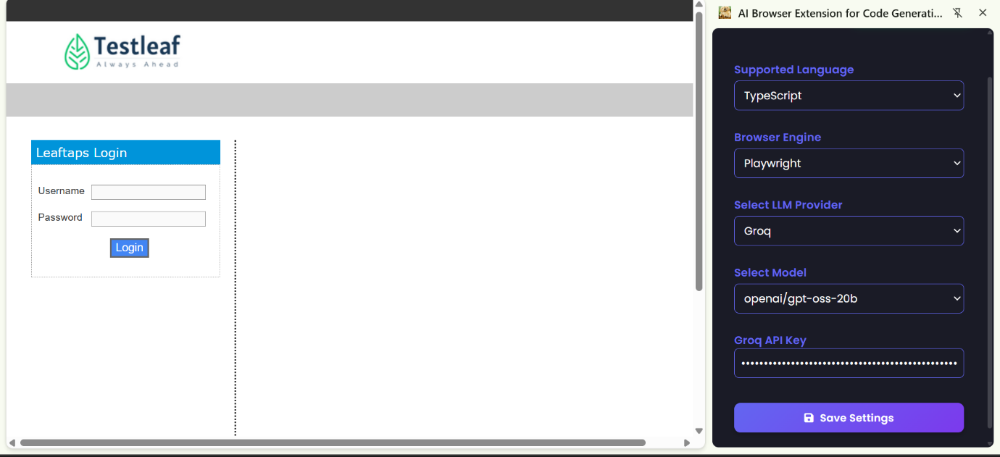 Testleaf
Always Ahead
Leaftaps Login
Username
Password
Login
AI Browser Extension for Code Generati...
Supported Language
TypeScript
Browser Engine
Playwright
Select LLM Provider
Groq
Select Model
openai/gpt-oss-20b
Groq API Key
Save Settings